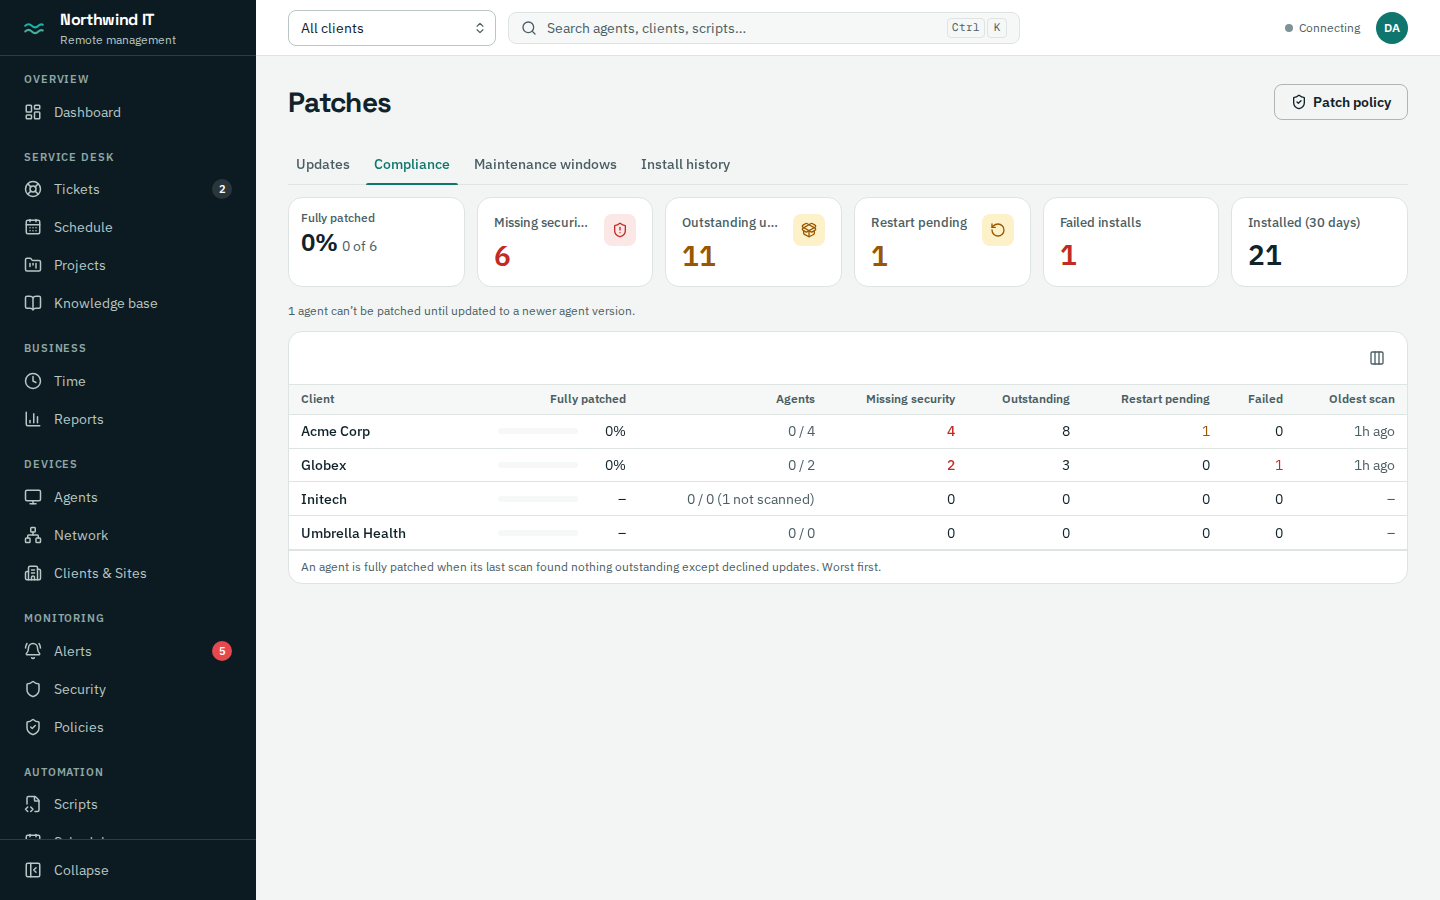 Northwind IT
Remote management
OVERVIEW
Dashboard
SERVICE DESK
Tickets 2
Schedule
Projects
Knowledge base
BUSINESS
Time
Reports
DEVICES
Agents
Network
Clients & Sites
MONITORING
Alerts 5
Security
Policies
AUTOMATION
Scripts
Collapse
All clients
Search agents, clients, scripts... Ctrl K
Connecting DA
Patches
Patch policy
Updates Compliance Maintenance windows Install history
Fully patched
0% 0 of 6
Missing securi...
6
Outstanding u...
11
Restart pending
1
Failed installs
1
Installed (30 days)
21
1 agent can't be patched until updated to a newer agent version.
Client Fully patched Agents Missing security Outstanding Restart pending Failed Oldest scan
Acme Corp 0% 0 / 4 4 8 1 0 1h ago
Globex 0% 0 / 2 2 3 0 1 1h ago
Initech – 0 / 0 (1 not scanned) 0 0 0 0 –
Umbrella Health – 0 / 0 0 0 0 0 –
An agent is fully patched when its last scan found nothing outstanding except declined updates. Worst first.